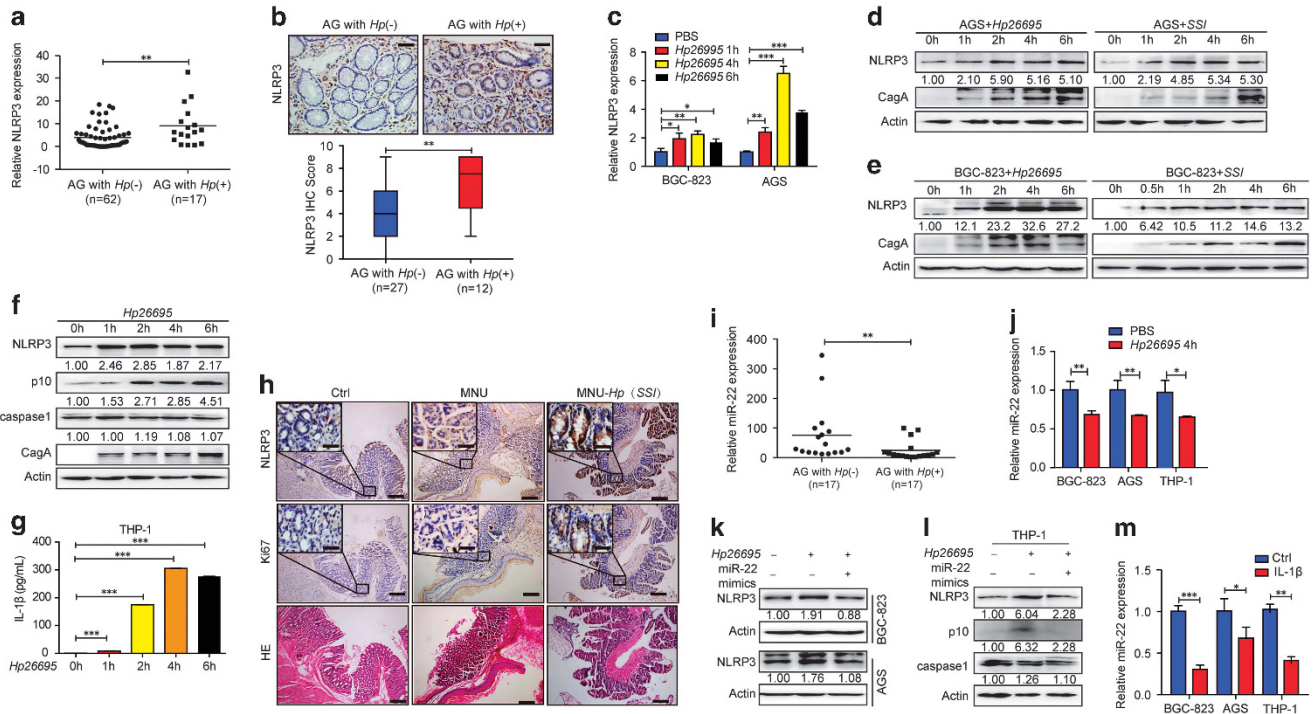 a
Relative NLRP3 expression
**
40
30
20
10
0
-10
AG with Hp(-)
(n=62)
AG with Hp(+)
(n=17)
b
AG with Hp(-) AG with Hp(+)
NLRP3
NLRP3 IHC Score
**
10
8
6
4
2
0
AG with Hp(-)
(n=27)
AG with Hp(+)
(n=12)
c
PBS
Hp26995 1h
Hp26695 4h
Hp26695 6h
Relative NLRP3 expression
8
6
4
2
0
*
**
*
***
***
**
BGC-823 AGS
d
AGS+Hp26695 AGS+SSI
0h 1h 2h 4h 6h 0h 1h 2h 4h 6h
NLRP3
1.00 2.10 5.90 5.16 5.10 1.00 2.19 4.85 5.34 5.30
CagA
Actin
e
BGC-823+Hp26695 BGC-823+SSI
0h 1h 2h 4h 6h 0h 0.5h 1h 2h 4h 6h
NLRP3
1.00 12.1 23.2 32.6 27.2 1.00 6.42 10.5 11.2 14.6 13.2
CagA
Actin
f
Hp26695
0h 1h 2h 4h 6h
NLRP3
1.00 2.46 2.85 1.87 2.17
p10
1.00 1.53 2.71 2.85 4.51
caspase1
1.00 1.00 1.19 1.08 1.07
CagA
Actin
g
THP-1
IL-1β (pg/mL)
400
300
200
100
0
***
***
***
***
Hp26695 0h 1h 2h 4h 6h
h
Ctrl MNU MNU-Hp (SSI)
NLRP3
Ki67
HE
i
Relative miR-22 expression
**
400
300
200
100
0
AG with Hp(-)
(n=17)
AG with Hp(+)
(n=17)
j
PBS
Hp26695 4h
Relative miR-22 expression
1.5
1.0
0.5
0.0
** ** *
BGC-823 AGS THP-1
k
Hp26695 – + +
miR-22
mimics – – +
NLRP3
1.00 1.91 0.88
Actin
BGC-823
NLRP3
1.00 1.76 1.08
Actin
AGS
l
THP-1
Hp26695 – + +
miR-22
mimics – – +
NLRP3
1.00 6.04 2.28
p10
1.00 6.32 2.28
caspase1
1.00 1.26 1.10
Actin
m
Ctrl
IL-1β
Relative miR-22 expression
1.5
1.0
0.5
0.0
*** * **
BGC-823 AGS THP-1